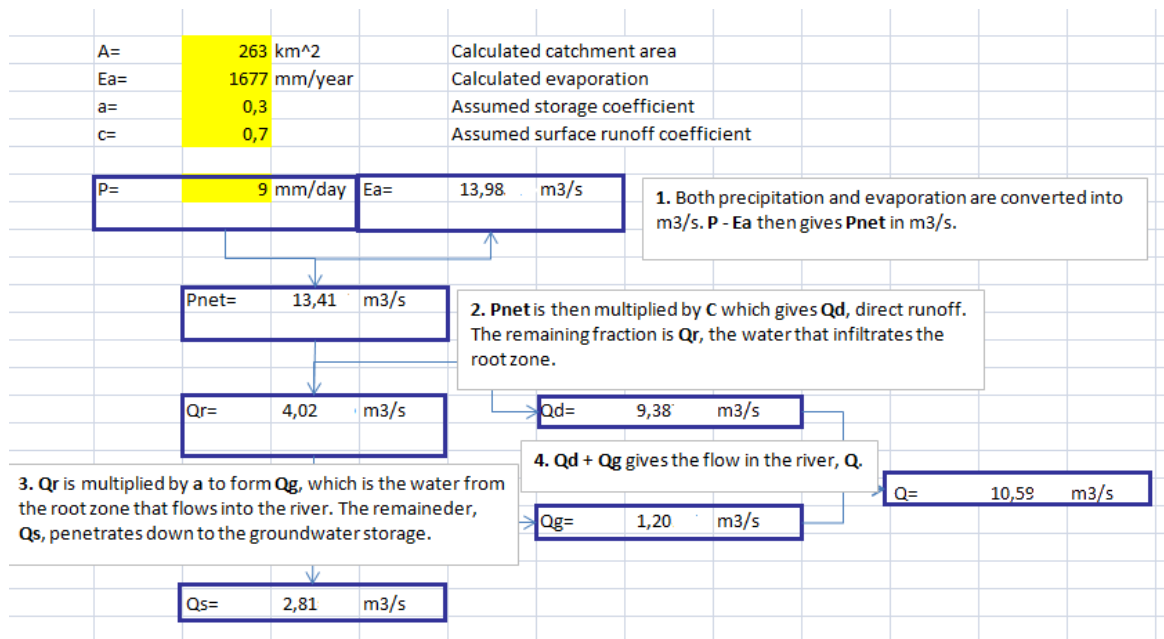 A= 263 km^2 Calculated catchment area
Ea= 1677 mm/year Calculated evaporation
a= 0,3 Assumed storage coefficient
c= 0,7 Assumed surface runoff coefficient
P= 9 mm/day Ea= 13,98 m3/s
1. Both precipitation and evaporation are converted into
m3/s. P - Ea then gives Pnet in m3/s.
Pnet= 13,41 m3/s
2. Pnet is then multiplied by C which gives Qd, direct runoff.
The remaining fraction is Qr, the water that infiltrates the
root zone.
Qr= 4,02 m3/s
Qd= 9,38 m3/s
4. Qd + Qg gives the flow in the river, Q.
3. Qr is multiplied by a to form Qg, which is the water from
the root zone that flows into the river. The remaineder,
Qs, penetrates down to the groundwater storage.
Q= 10,59 m3/s
Qg= 1,20 m3/s
Qs= 2,81 m3/s